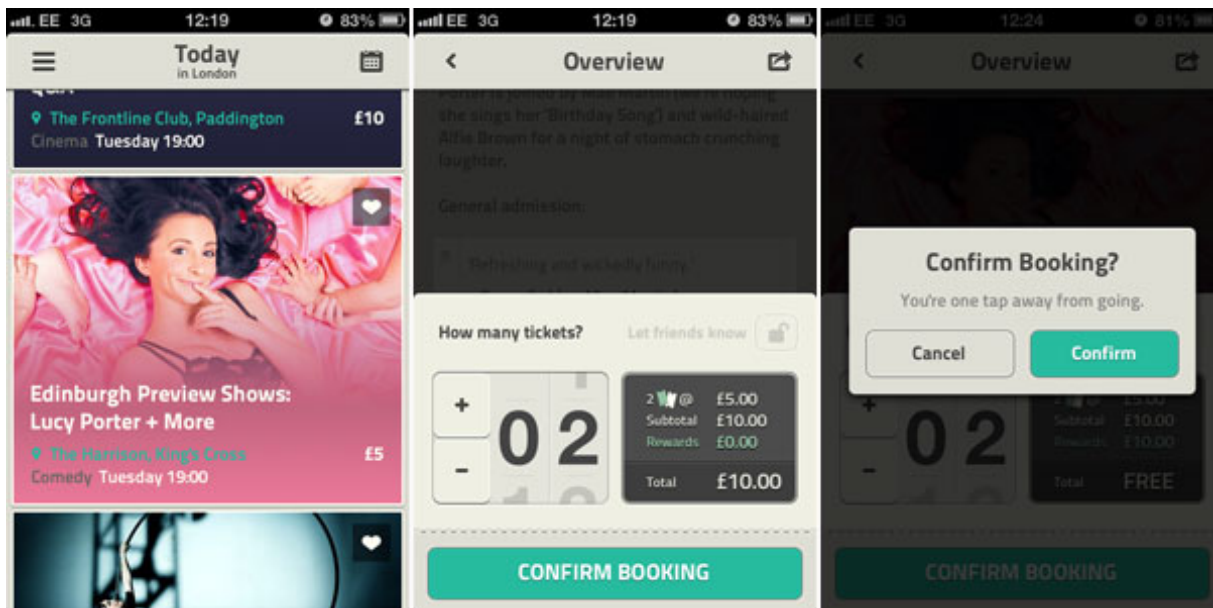 EE 3G 12:19 83%
Today
in London
Q&A
The Frontline Club, Paddington £10
Cinema Tuesday 19:00
Edinburgh Preview Shows:
Lucy Porter + More
The Harrison, King's Cross £5
Comedy Tuesday 19:00
EE 3G 12:19 83%
Overview
Porter is joined by Mae Martin (we're hoping
she sings her 'Birthday Song') and wild-haired
Alfie Brown for a night of stomach crunching
laughter.
General admission.
Refreshing and wickedly funny.
How many tickets? Let friends know
+
02
-
2 @ £5.00
Subtotal £10.00
Rewards £0.00
Total £10.00
CONFIRM BOOKING
EE 3G 12:24 81%
Overview
Confirm Booking?
You're one tap away from going.
Cancel Confirm
+
02
-
2 @ £5.00
Subtotal £10.00
Rewards £10.00
Total FREE
CONFIRM BOOKING